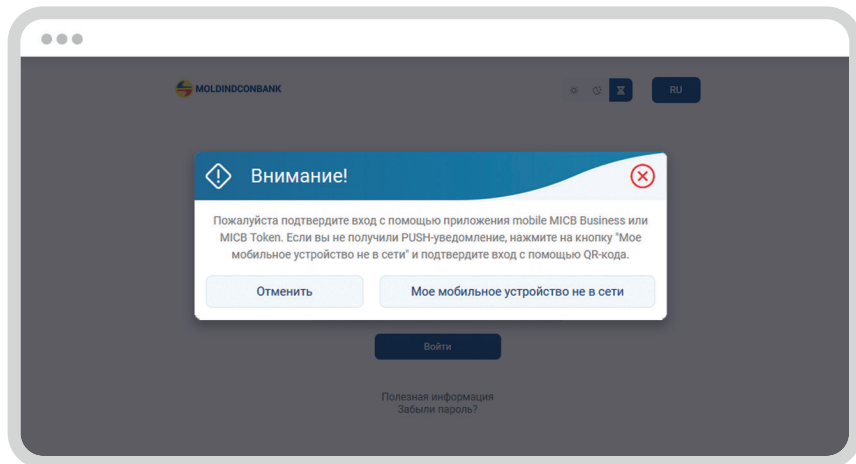 MOLDINDCONBANK
RU
Внимание!
Пожалуйста подтвердите вход с помощью приложения mobile MICB Business или
MICB Token. Если вы не получили PUSH-уведомление, нажмите на кнопку "Мое
мобильное устройство не в сети" и подтвердите вход с помощью QR-кода.
Отменить
Мое мобильное устройство не в сети
Войти
Полезная информация
Забыли пароль?